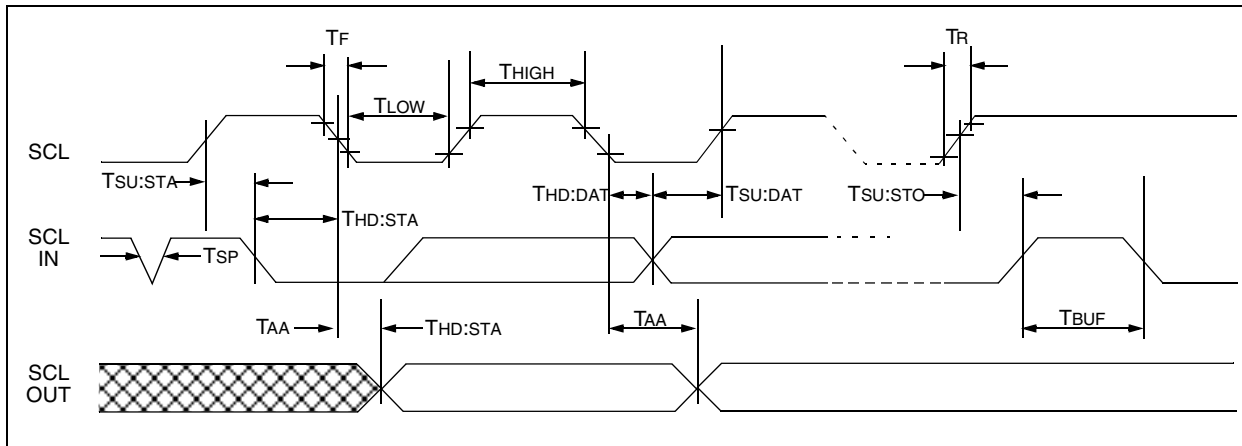 TF
TR
THIGH
TLOW
SCL
TSU:STA
THD:DAT
TSU:DAT
TSU:STO
THD:STA
SCL
IN
TSP
TAA
THD:STA
TAA
TBUF
SCL
OUT